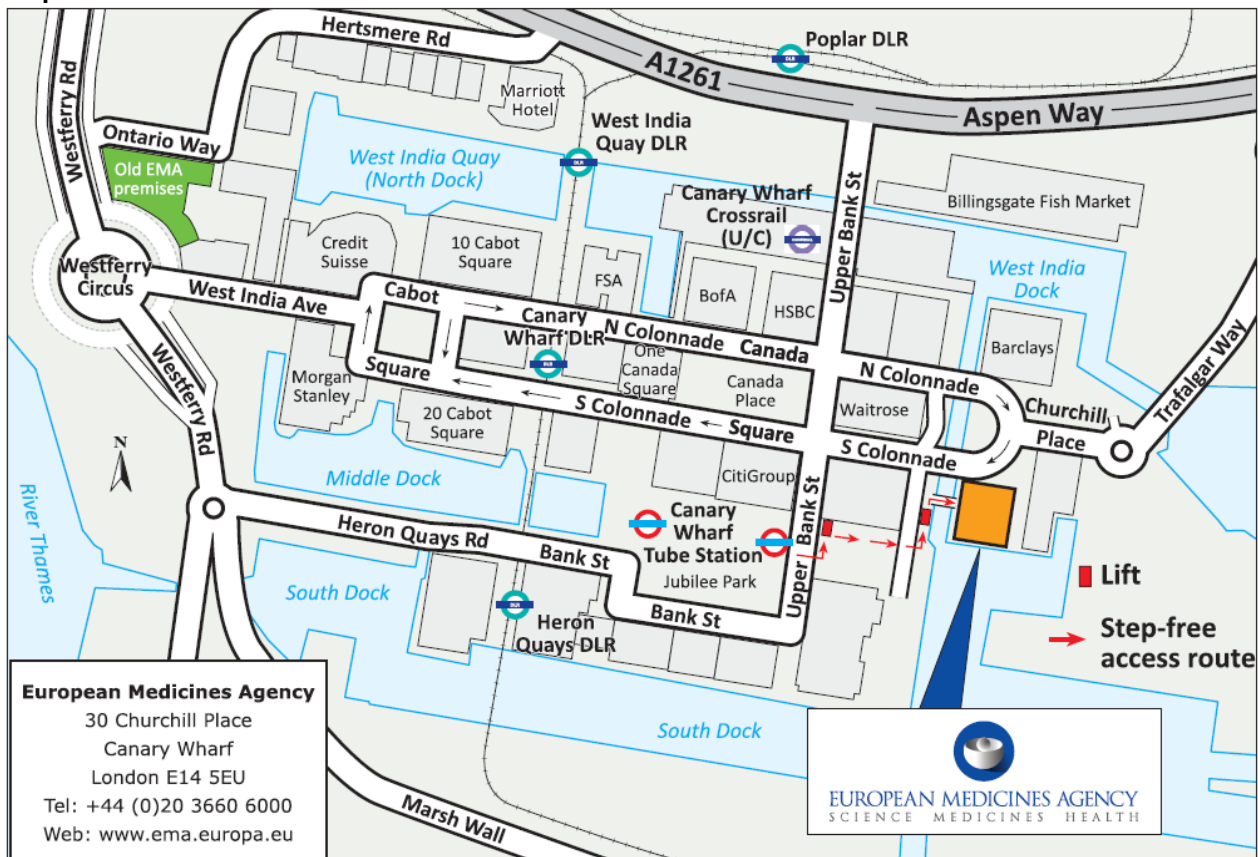 Westferry Rd
Hertsmere Rd
Poplar DLR
A1261
Aspen Way
Marriott
Hotel
West India
Quay DLR
Ontario Way
Old EMA
premises
West India Quay
(North Dock)
Canary Wharf
Crossrail
(U/C)
Upper Bank St
Billingsgate Fish Market
Credit
Suisse
10 Cabot
Square
FSA
BofA
HSBC
West India
Dock
Westferry
Circus
West India Ave
Cabot
Canary
Wharf DLR
N Colonnade
Canada
Barclays
Trafalgar Way
Westferry Rd
Morgan
Stanley
Square
One
Canada
Square
Canada
Place
N Colonnade
Waitrose
Churchill
Place
20 Cabot
Square
S Colonnade
Square
S Colonnade
N
Middle Dock
CitiGroup
River Thames
Heron Quays Rd
Bank St
Canary
Wharf
Tube Station
Upper Bank St
Jubilee Park
South Dock
Bank St
Heron
Quays DLR
Lift
Step-free
access route
European Medicines Agency
30 Churchill Place
Canary Wharf
London E14 5EU
Tel: +44 (0)20 3660 6000
Web: www.ema.europa.eu
South Dock
Marsh Wall
EUROPEAN MEDICINES AGENCY
SCIENCE MEDICINES HEALTH